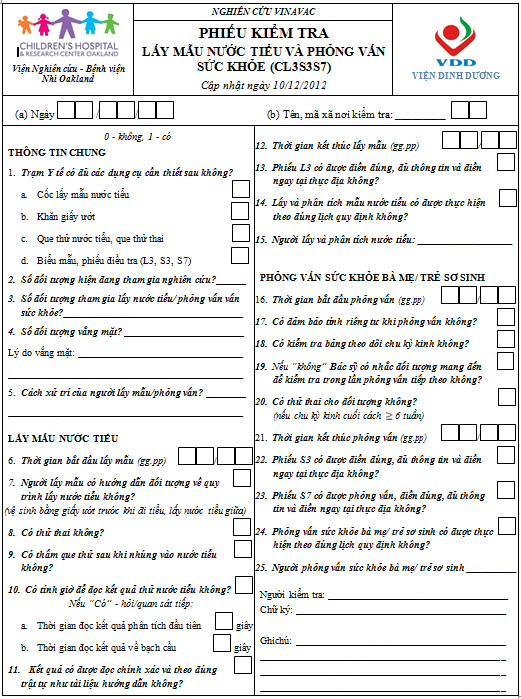 NGHIÊN CỨU VINAVAC
CHILDREN'S HOSPITAL
& RESEARCH CENTER OAKLAND
Viện Nghiên cứu - Bệnh viện
Nhi Oakland
PHIẾU KIỂM TRA
LẤY MẪU NƯỚC TIỂU VÀ PHỎNG VẤN
SỨC KHỎE (CL3S3S7)
Cập nhật ngày 10/12/2012
VDD
VIỆN DINH DƯƠNG
(a) Ngày / /
(b) Tên, mã xã nơi kiểm tra: _________
0 - không, 1 - có
THÔNG TIN CHUNG
1. Trạm Y tế có đủ các dụng cụ cần thiết sau không?
a. Cốc lấy mẫu nước tiểu
b. Khăn giấy ướt
c. Que thử nước tiểu, que thử thai
d. Biểu mẫu, phiếu điều tra (L3, S3, S7)
2. Số đối tượng hiện đang tham gia nghiên cứu?______
3. Số đối tượng tham gia lấy nước tiểu/ phỏng vấn vấn
sức khỏe?______________________________
4. Số đối tượng vắng mặt? ______________________
Lý do vắng mặt: ______________________________
______________________________________________
5. Cách xử trí của người lấy mẫu/phỏng vấn? ________
______________________________________________
LẤY MẪU NƯỚC TIỂU
6. Thời gian bắt đầu lấy mẫu (gg.pp) /
7. Người lấy mẫu có hướng dẫn đối tượng về quy
trình lấy nước tiểu không?
(vệ sinh bằng giấy ướt trước khi đi tiểu, lấy nước tiểu giữa)
8. Có thử thai không?
9. Có thấm que thử sau khi nhúng vào nước tiểu
không?
10. Có tính giờ để đọc kết quả thử nước tiểu không?
Nếu "Có" - hỏi/quan sát tiếp:
a. Thời gian đọc kết quả phân tích đầu tiên giây
b. Thời gian đọc kết quả về bạch cầu giây
11. Kết quả có được đọc chính xác và theo đúng
trật tự như tài liệu hướng dẫn không?
12. Thời gian kết thúc lấy mẫu (gg.pp) /
13. Phiếu L3 có được điền đúng, đủ thông tin và điền
ngay tại thực địa không?
14. Lấy và phân tích mẫu nước tiểu có được thực hiện
theo đúng lịch quy định không?
15. Người lấy và phân tích nước tiểu: _________________
PHỎNG VẤN SỨC KHỎE BÀ MẸ/ TRẺ SƠ SINH
16. Thời gian bắt đầu phỏng vấn (gg.pp) /
17. Có đảm bảo tính riêng tư khi phỏng vấn không?
18. Có kiểm tra bảng theo dõi chu kỳ kinh không?
19. Nếu "không" Bác sỹ có nhắc đối tượng mang đến
để kiểm tra trong lần phỏng vấn tiếp theo không?
20. Có thử thai cho đối tượng không?
(nếu chu kỳ kinh cuối cách ≥ 6 tuần)
21. Thời gian kết thúc phỏng vấn (gg.pp) /
22. Phiếu S3 có được điền đúng, đủ thông tin và điền
ngay tại thực địa không?
23. Phiếu S7 có được phỏng vấn, điền đúng, đủ thông
tin và điền ngay tại thực địa không?
24. Phỏng vấn sức khỏe bà mẹ/ trẻ sơ sinh có được thực
hiện theo đúng lịch quy định không?
25. Người phỏng vấn sức khỏe bà mẹ/ trẻ sơ sinh _________
Người kiểm tra: ______________________________
Chữ ký: ______________________________
Ghi chú: ______________________________
______________________________________________
______________________________________________